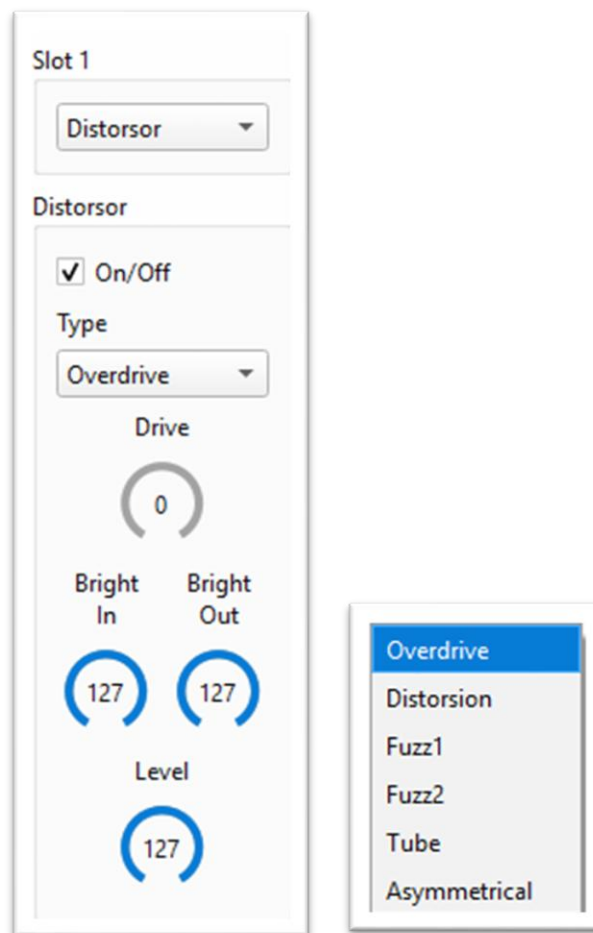 Slot 1
Distorsor
Distorsor
On/Off
Type
Overdrive
Drive
0
Bright Bright
In Out
127 127
Level
127
Overdrive
Distorsion
Fuzz1
Fuzz2
Tube
Asymmetrical